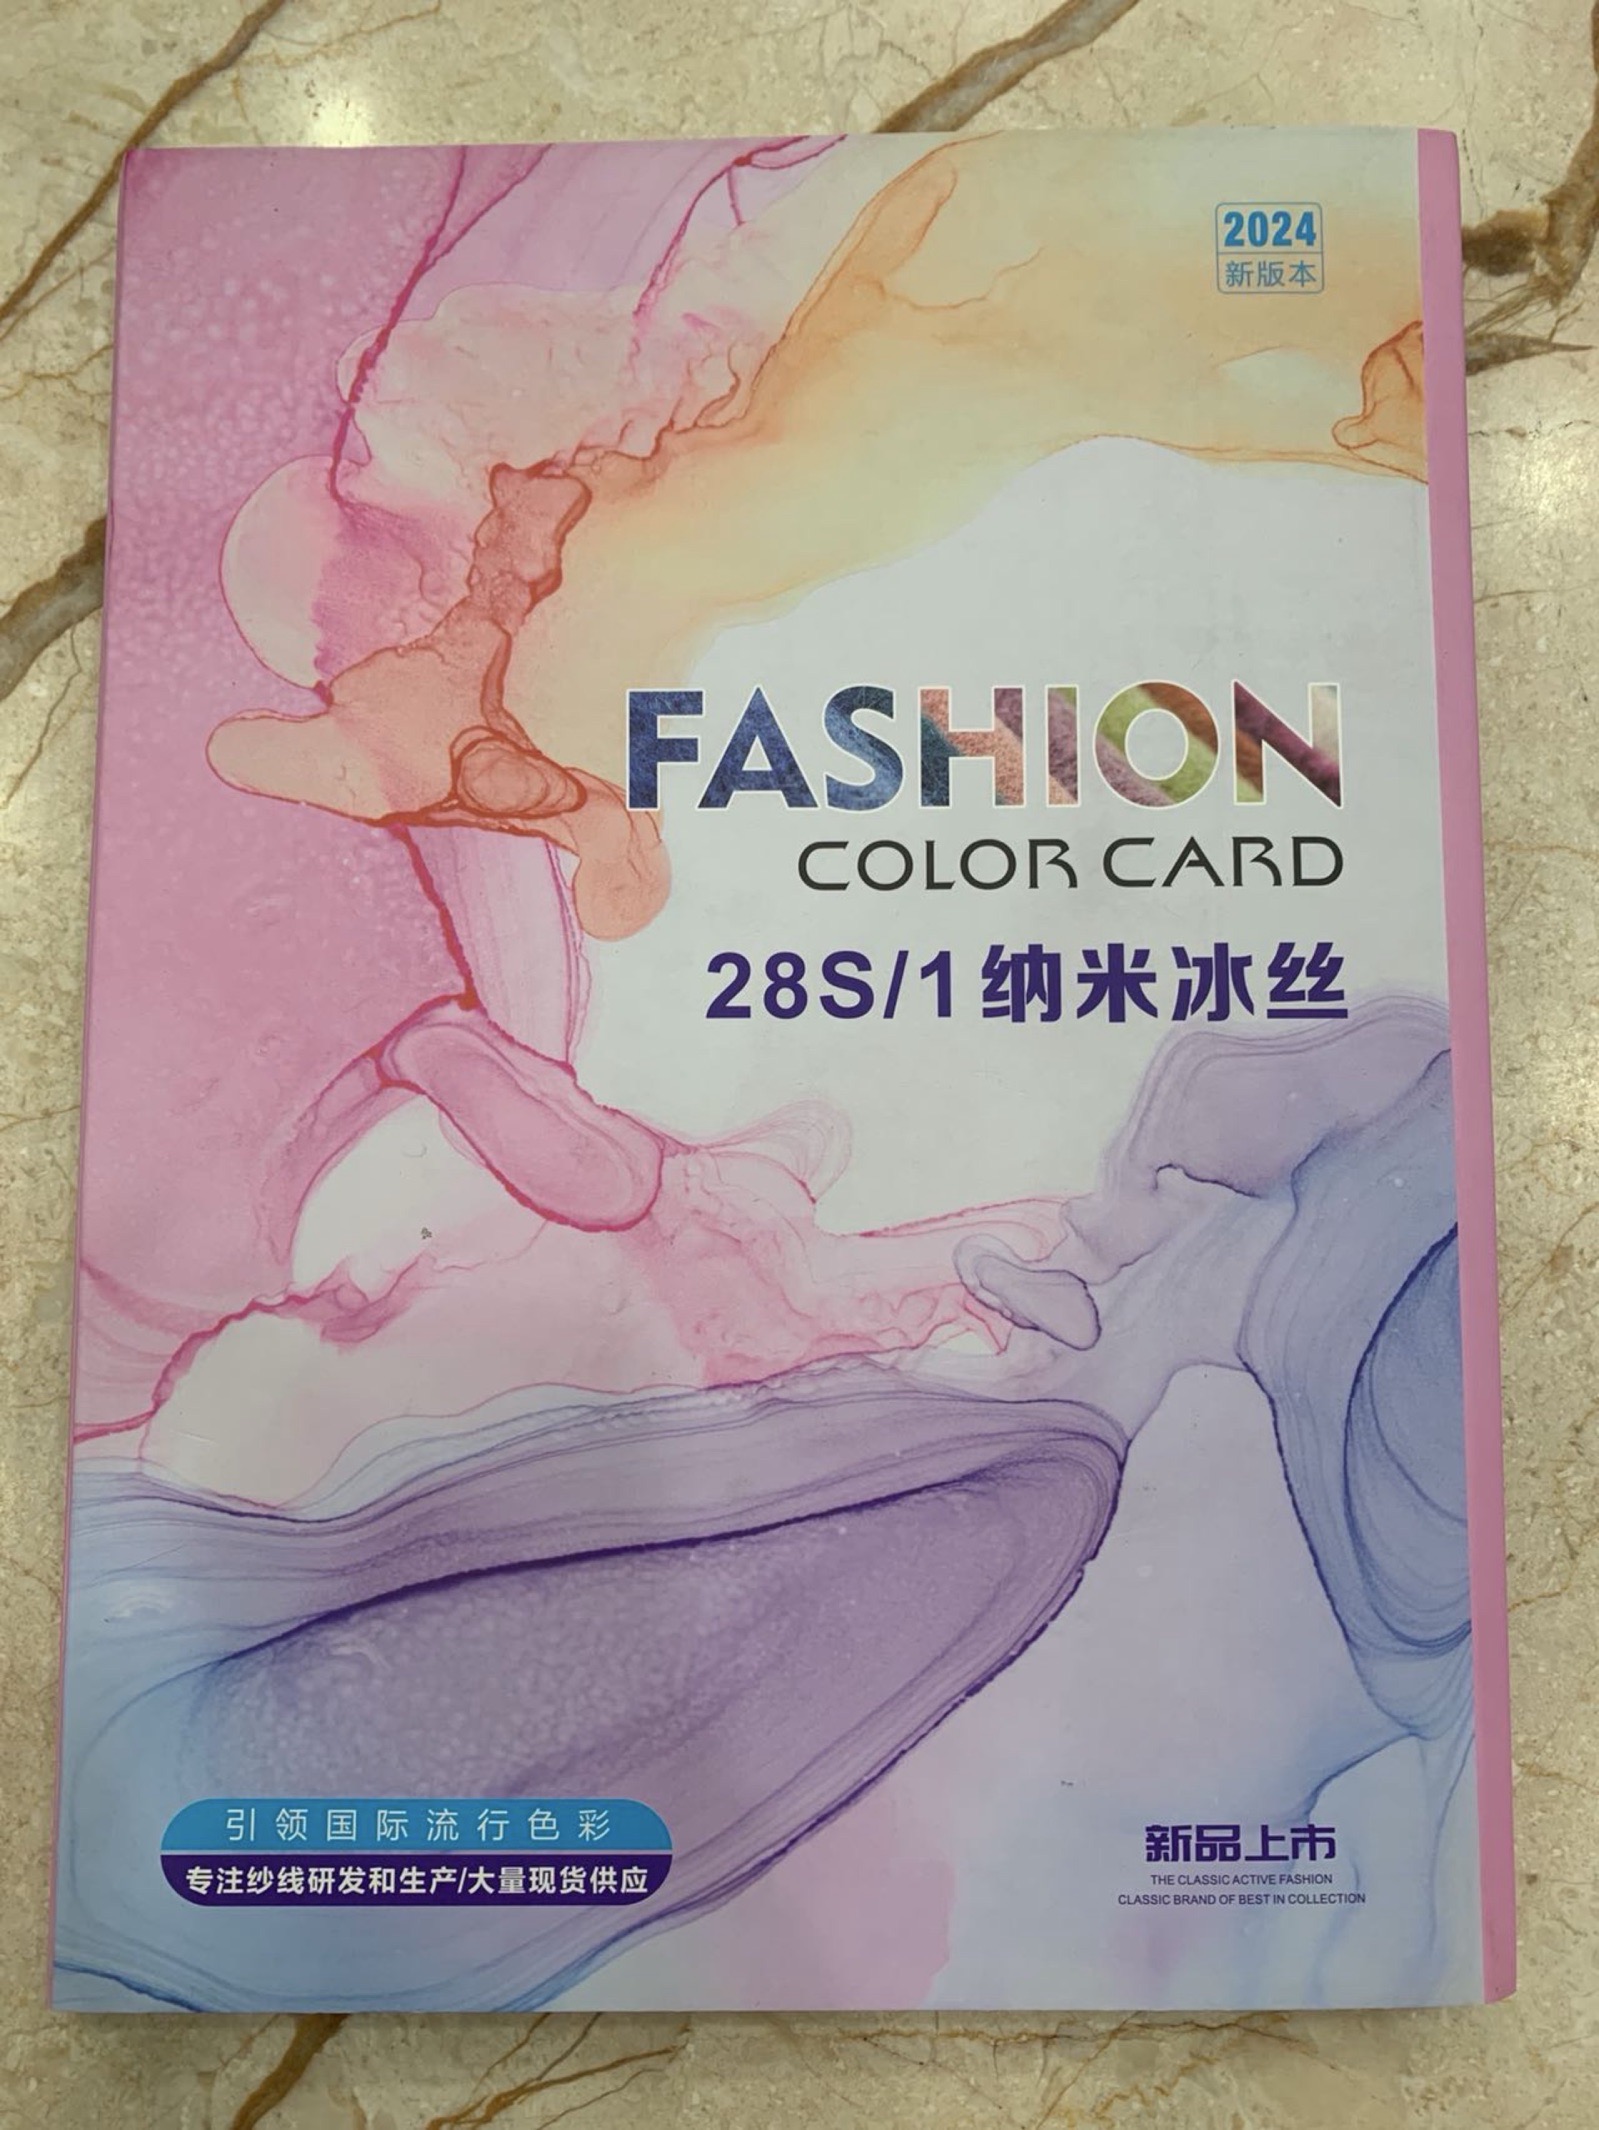 2024
新版本
FASHION
COLOR CARD
28S/1纳米冰丝
引领国际流行色彩
专注纱线研发和生产/大量现货供应
新品上市
THE CLASSIC ACTIVE FASHION
CLASSIC BRAND OF BEST IN COLLECTION